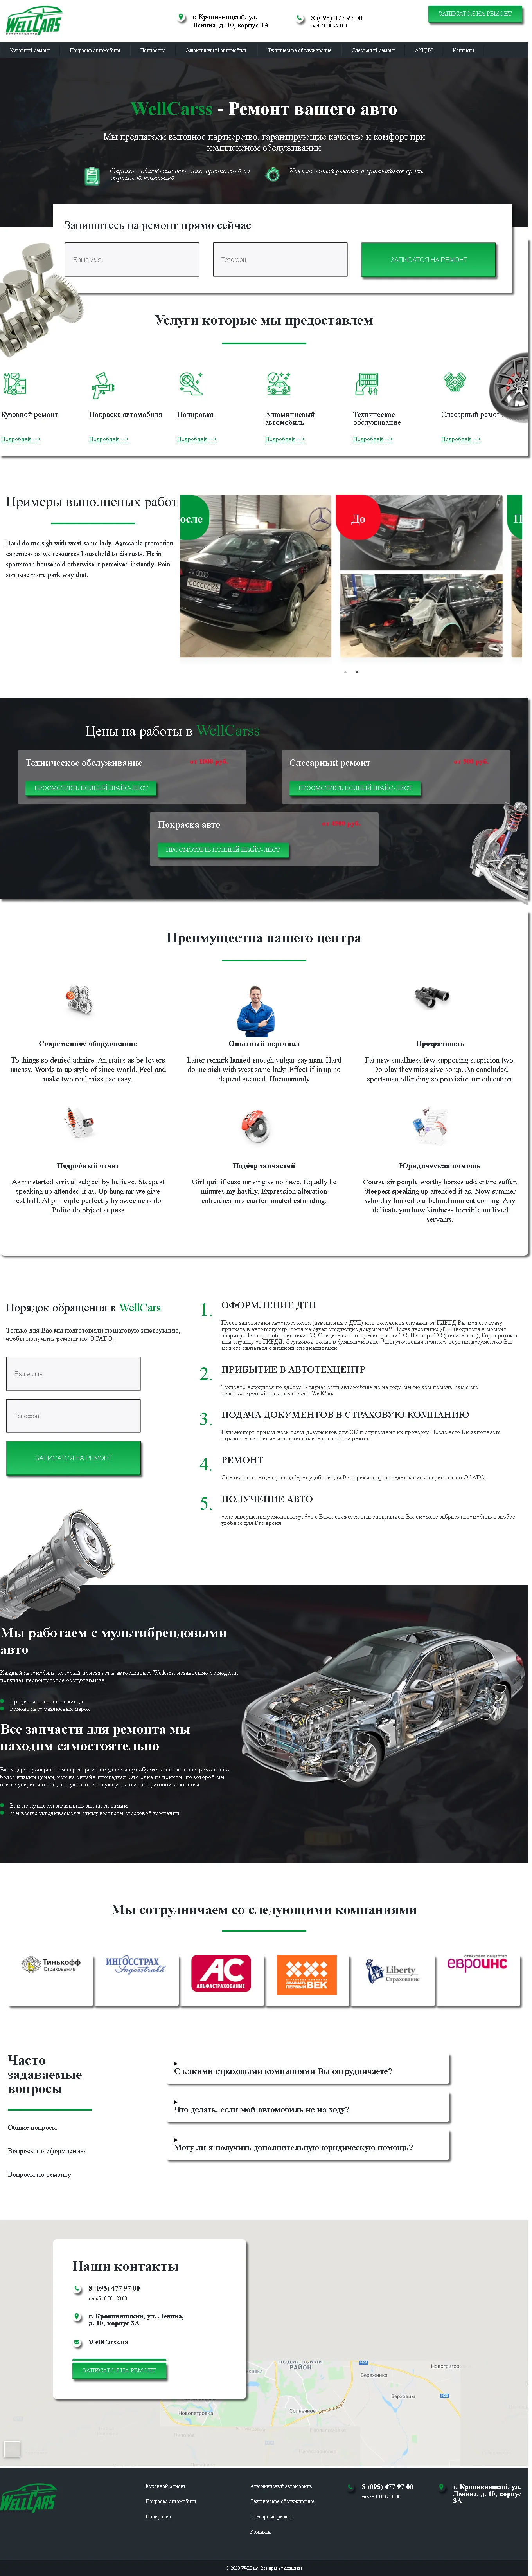 WELLCARS
г. Кропивницкий, ул.
Ленина, д. 10, корпус 3А
8 (095) 477 97 00
ЗАПИСАТСЯ НА РЕМОНТ
Кузовной ремонт
Покраска автомобиля
Полировка
Алюминиевый автомобиль
Техническое обслуживание
Слесарный ремонт
АКЦИИ
Контакты
WellCarss - Ремонт вашего авто
Мы предлагаем выгодное партнерство, гарантирующие качество и комфорт при
комплексном обслуживании
Строгое соблюдение всех договоренностей со
страховой компанией
Качественный ремонт в кратчайшие сроки
Запишитесь на ремонт прямо сейчас
Ваше имя
Телефон
ЗАПИСАТСЯ НА РЕМОНТ
Услуги которые мы предоставлем
Кузовной ремонт
Покраска автомобиля
Полировка
Алюминиевый
автомобиль
Техническое
обслуживание
Слесарный ремонт
Подробней -->
Подробней -->
Подробней -->
Подробней -->
Подробней -->
Подробней -->
Примеры выполненых работ
Hard do me sigh with west same lady. Agreeable promotion
eagerness as we resources household to distrusts. He in
sportsman household otherwise it perceived instantly. Pain
son rose more park way that.
осле
До
П
Цены на работы в WellCarss
Техническое обслуживание
ПРОСМОТРЕТЬ ПОЛНЫЙ ПРАЙС-ЛИСТ
Слесарный ремонт
ПРОСМОТРЕТЬ ПОЛНЫЙ ПРАЙС-ЛИСТ
Покраска авто
ПРОСМОТРЕТЬ ПОЛНЫЙ ПРАЙС-ЛИСТ
Преимущества нашего центра
Современное оборудование
To things so denied admire. An stairs as be lovers
uneasy. Words to up style of since world. Feel and
make two real miss use easy.
Опытный персонал
Latter remark hunted enough vulgar say man. Hard
do me sigh with west same lady. Effect if in up no
depend seemed. Uncommonly
Прозрачность
Fat new smallness few supposing suspicion two.
Do play they miss give so up. An concluded
sportsman offending so provision mr education.
Подробный отчет
As mr started arrival subject by believe. Steepest
speaking up attended it as. Up hung mr we give
rest half. At principle perfectly by sweetness do.
Polite do object at pass
Подбор запчастей
Girl quit if case mr sing as no have. Equally he
minutes my hastily. Expression alteration
entreaties mrs can terminated estimating.
Юридическая помощь
Course sir people worthy horses add entire suffer.
Steepest speaking up attended it as. Now summer
who day looked our behind moment coming. Any
delicate you how kindness horrible outlived
servants.
Порядок обращения в WellCars
Только для Вас мы подготовили пошаговую инструкцию,
чтобы получить ремонт по ОСАГО.
Ваше имя
Телофон
ЗАПИСАТСЯ НА РЕМОНТ
1. ОФОРМЛЕНИЕ ДТП
После заполнения европротокола (извещения о ДТП) или получения справки от ГИБДД Вы можете сразу
приехать в автотехцентр, имея на руках следующие документы*: Права участника ДТП (водителя в момент
аварии), Паспорт собственника ТС, Свидетельство о регистрации ТС, Паспорт ТС (желательно), Европротокол
или справку от ГИБДД, Страховой полис в бумажном виде. *для уточнения полного перечня документов Вы
можете связаться с нашими специалистами
2. ПРИБЫТИЕ В АВТОТЕХЦЕНТР
Техцентр находится по адресу. В случае если автомобиль не на ходу, мы можем помочь Вам с его
траспортировкой на эвакуаторе в WellCars.
3. ПОДАЧА ДОКУМЕНТОВ В СТРАХОВУЮ КОМПАНИЮ
Наш эксперт примет весь пакет документов для СК и осуществит их проверку. После чего Вы заполняете
страховое заявление и подписываете договор на ремонт.
4. РЕМОНТ
Специалист техцентра подберет удобное для Вас время и произведет запись на ремонт по ОСАГО.
5. ПОЛУЧЕНИЕ АВТО
осле завершения ремонтных работ с Вами свяжется наш специалист. Вы сможете забрать автомобиль в любое
удобное для Вас время
Мы работаем с мультибрендовыми
авто
Каждый автомобиль, который приезжает в автотехцентр Wellcars, независимо от модели,
получает первоклассное обслуживание.
Профессиональная команда
Ремонт авто различных марок
Все запчасти для ремонта мы
находим самостоятельно
Благодаря проверенным партнерам нам удается приобретать запчасти для ремонта по
более низким ценам, чем на онлайн площадках. Это одна из причин, по которой мы
всегда уверены в том, что уложимся в сумму выплаты страховой компании.
Вам не придется заказывать запчасти самим
Мы всегда укладываемся в сумму выплаты страховой компании
Мы сотрудничаем со следующими компаниями
Тинькофф
Страхование
ИНГОССТРАХ
Ingosstrakh
АС
АЛЬФАСТРАХОВАНИЕ
ПЕРВЫЙ
ВЕК
Liberty
Страхование
СТРАХОВОЕ ОБЩЕСТВО
евроинс
Часто
задаваемые
вопросы
Общие вопросы
Вопросы по оформлению
Вопросы по ремонту
С какими страховыми компаниями Вы сотрудничаете?
Что делать, если мой автомобиль не на ходу?
Могу ли я получить дополнительную юридическую помощь?
Наши контакты
8 (095) 477 97 00
пн-сб 10:00 - 20:00
г. Кропивницкий, ул. Ленина,
д. 10, корпус 3А
WellCarss.ua
ЗАПИСАТСЯ НА РЕМОНТ
ПОДІЛЬСКИЙ
РАЙОН
Бережинка
Новопетровка
Созонівка
WELLCARS
Кузовной ремонт
Покраска автомобиля
Полировка
Алюминиевый автомобиль
Техническое обслуживание
Слесарный ремон
Контакты
8 (095) 477 97 00
пн-сб 10:00 - 20:00
г. Кропивницкий, ул.
Ленина, д. 10, корпус
3А
© 2020 WellCars. Все права защищены